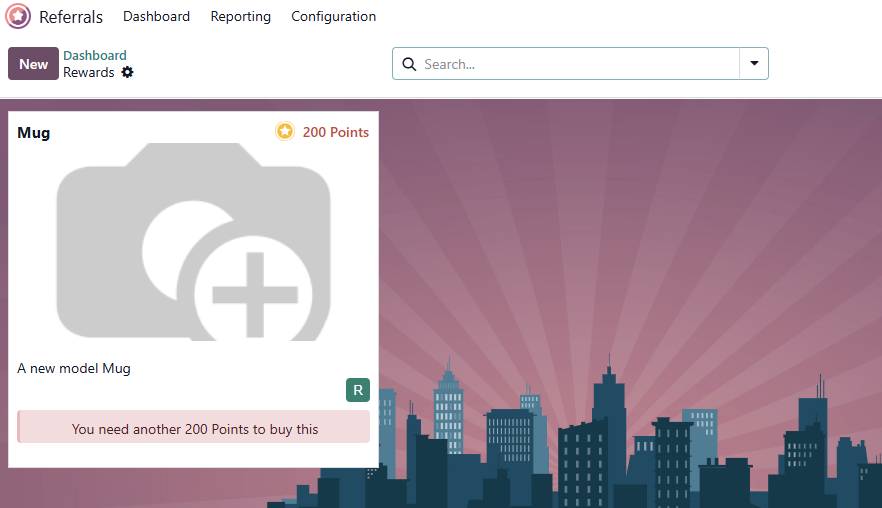 Referrals Dashboard Reporting Configuration
New
Dashboard
Rewards
Search...
Mug
200 Points
A new model Mug
R
You need another 200 Points to buy this